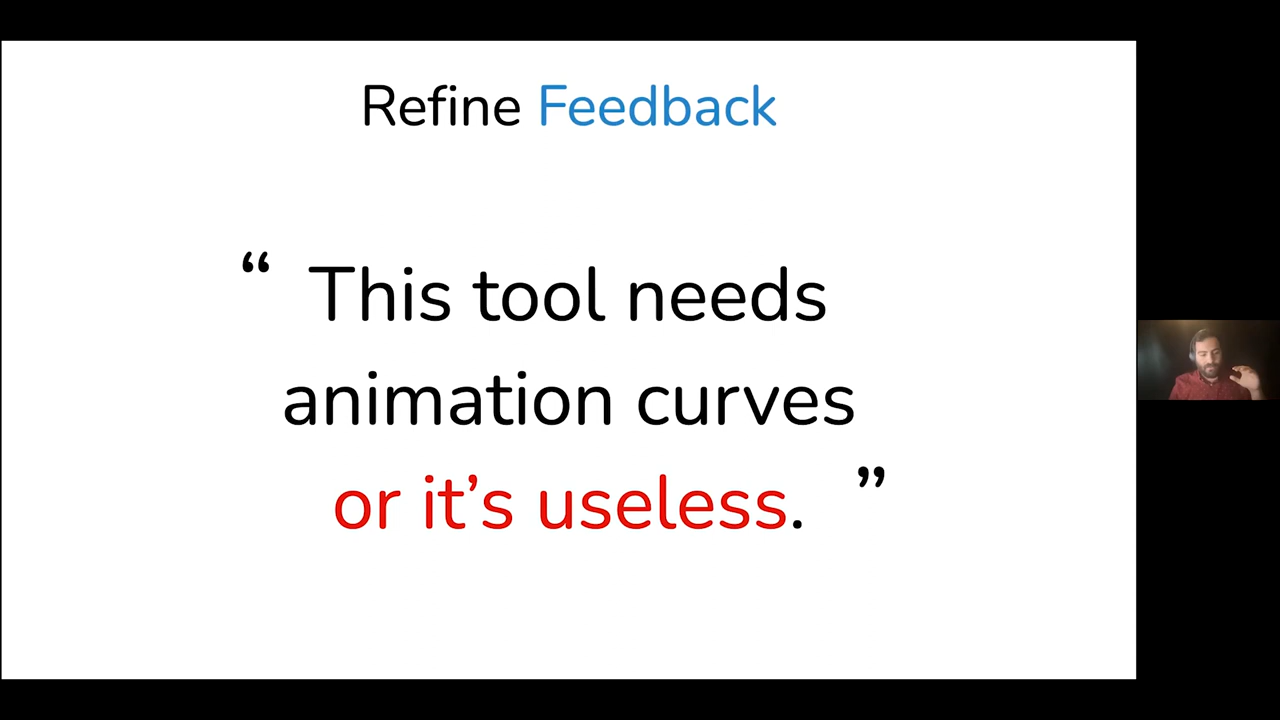 Refine Feedback
“ This tool needs
animation curves
or it’s useless. ”